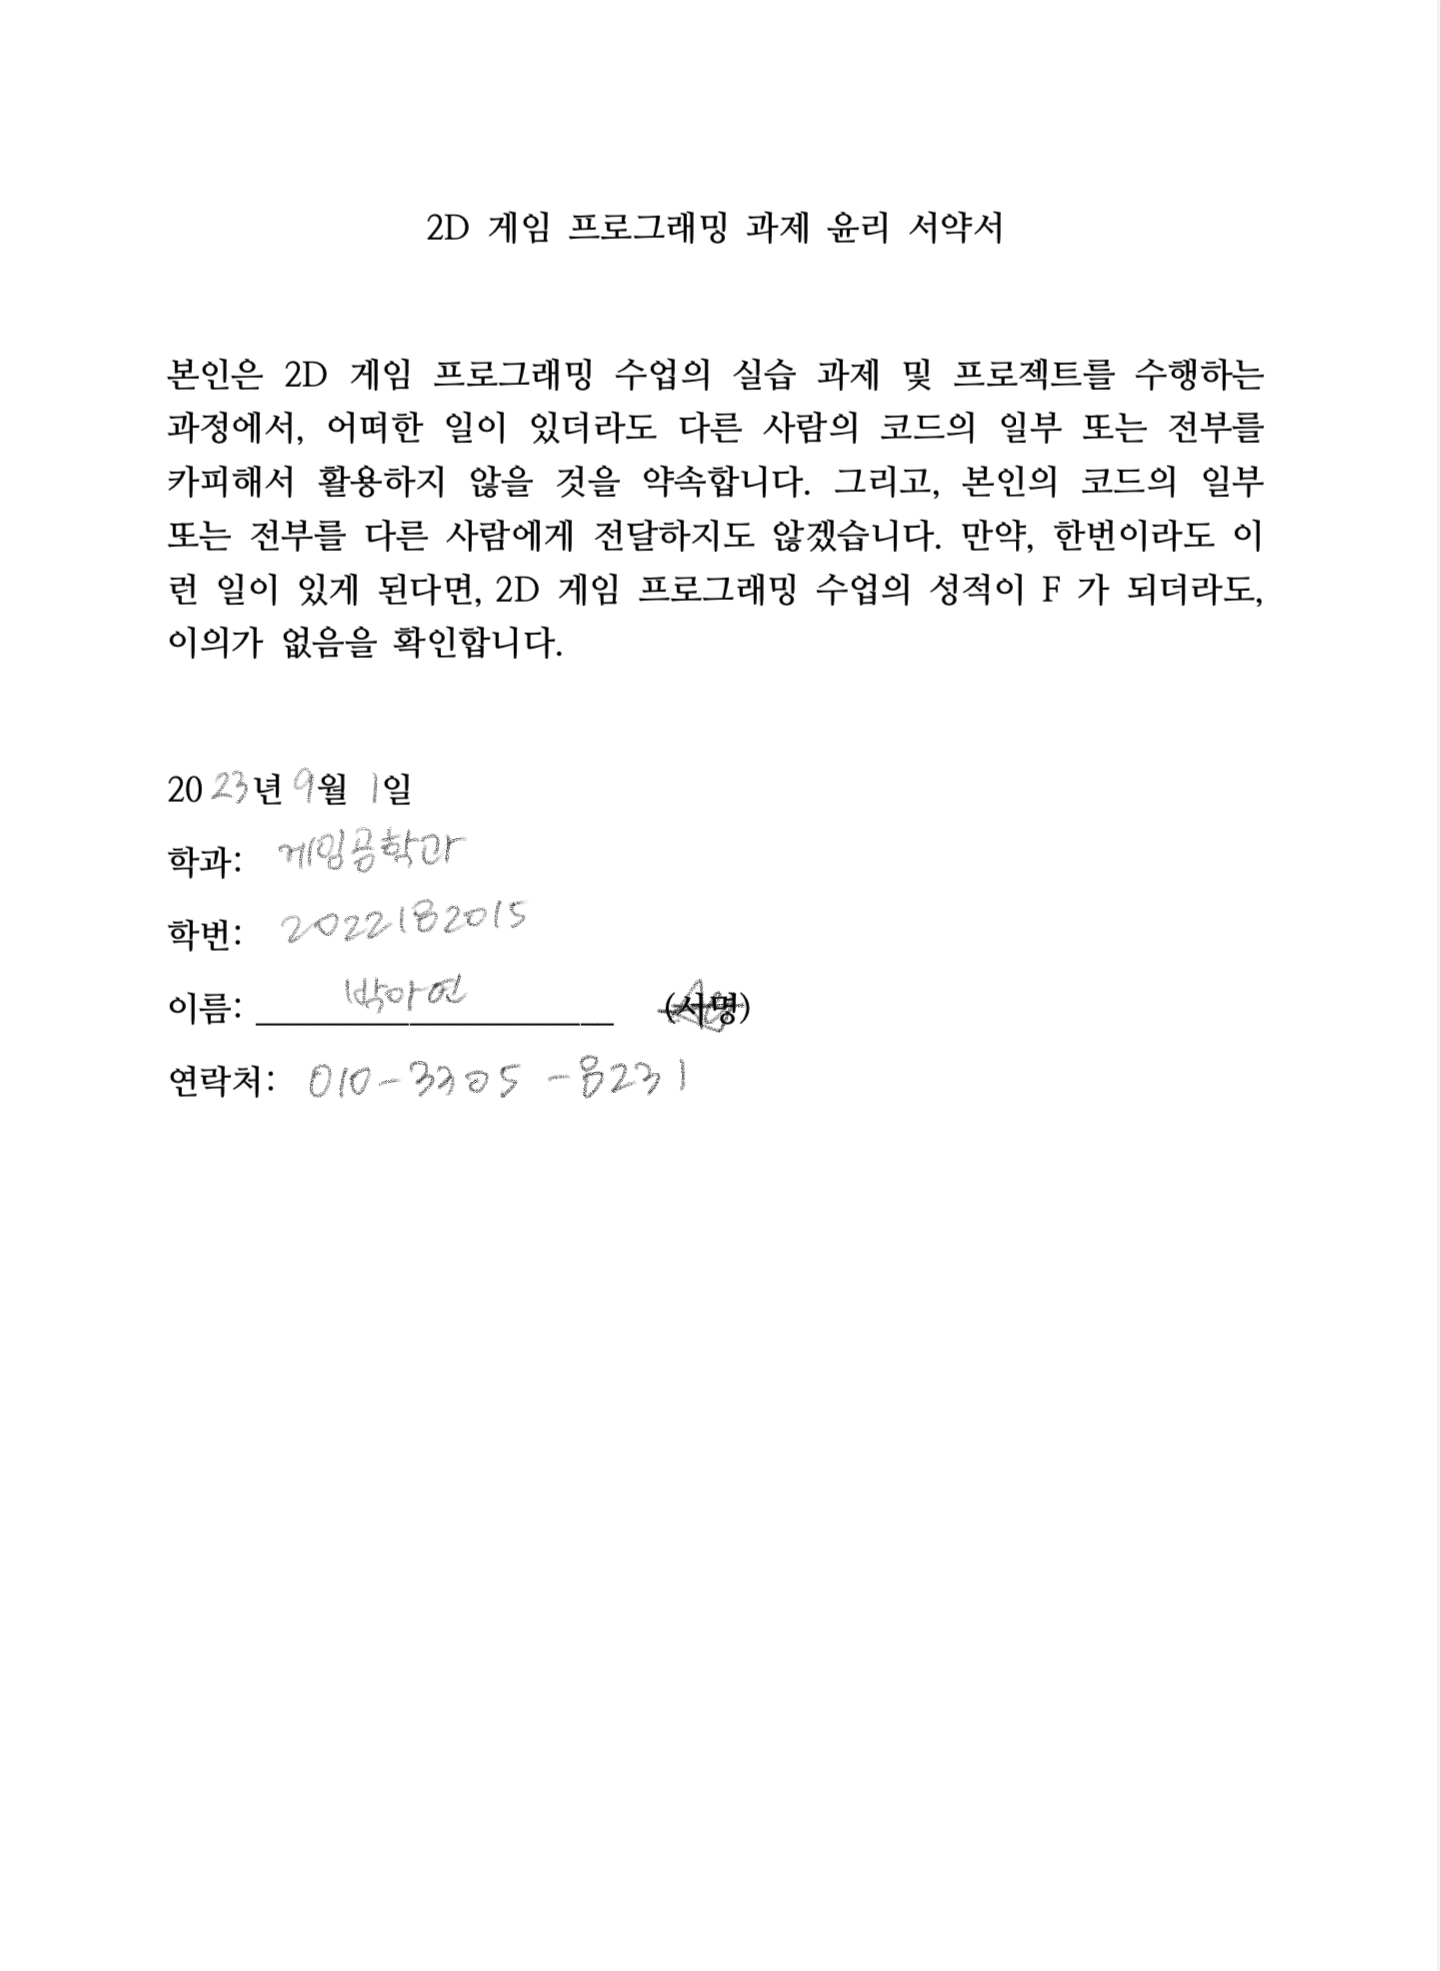 2D 게임 프로그래밍 과제 윤리 서약서
본인은 2D 게임 프로그래밍 수업의 실습 과제 및 프로젝트를 수행하는
과정에서, 어떠한 일이 있더라도 다른 사람의 코드의 일부 또는 전부를
카피해서 활용하지 않을 것을 약속합니다. 그리고, 본인의 코드의 일부
또는 전부를 다른 사람에게 전달하지도 않겠습니다. 만약, 한번이라도 이
런 일이 있게 된다면, 2D 게임 프로그래밍 수업의 성적이 F 가 되더라도,
이의가 없음을 확인합니다.
2023년 9월 1일
학과: 게임공학과
학번: 2022182015
이름: 박아연 (서명)
연락처: 010-3305-8231